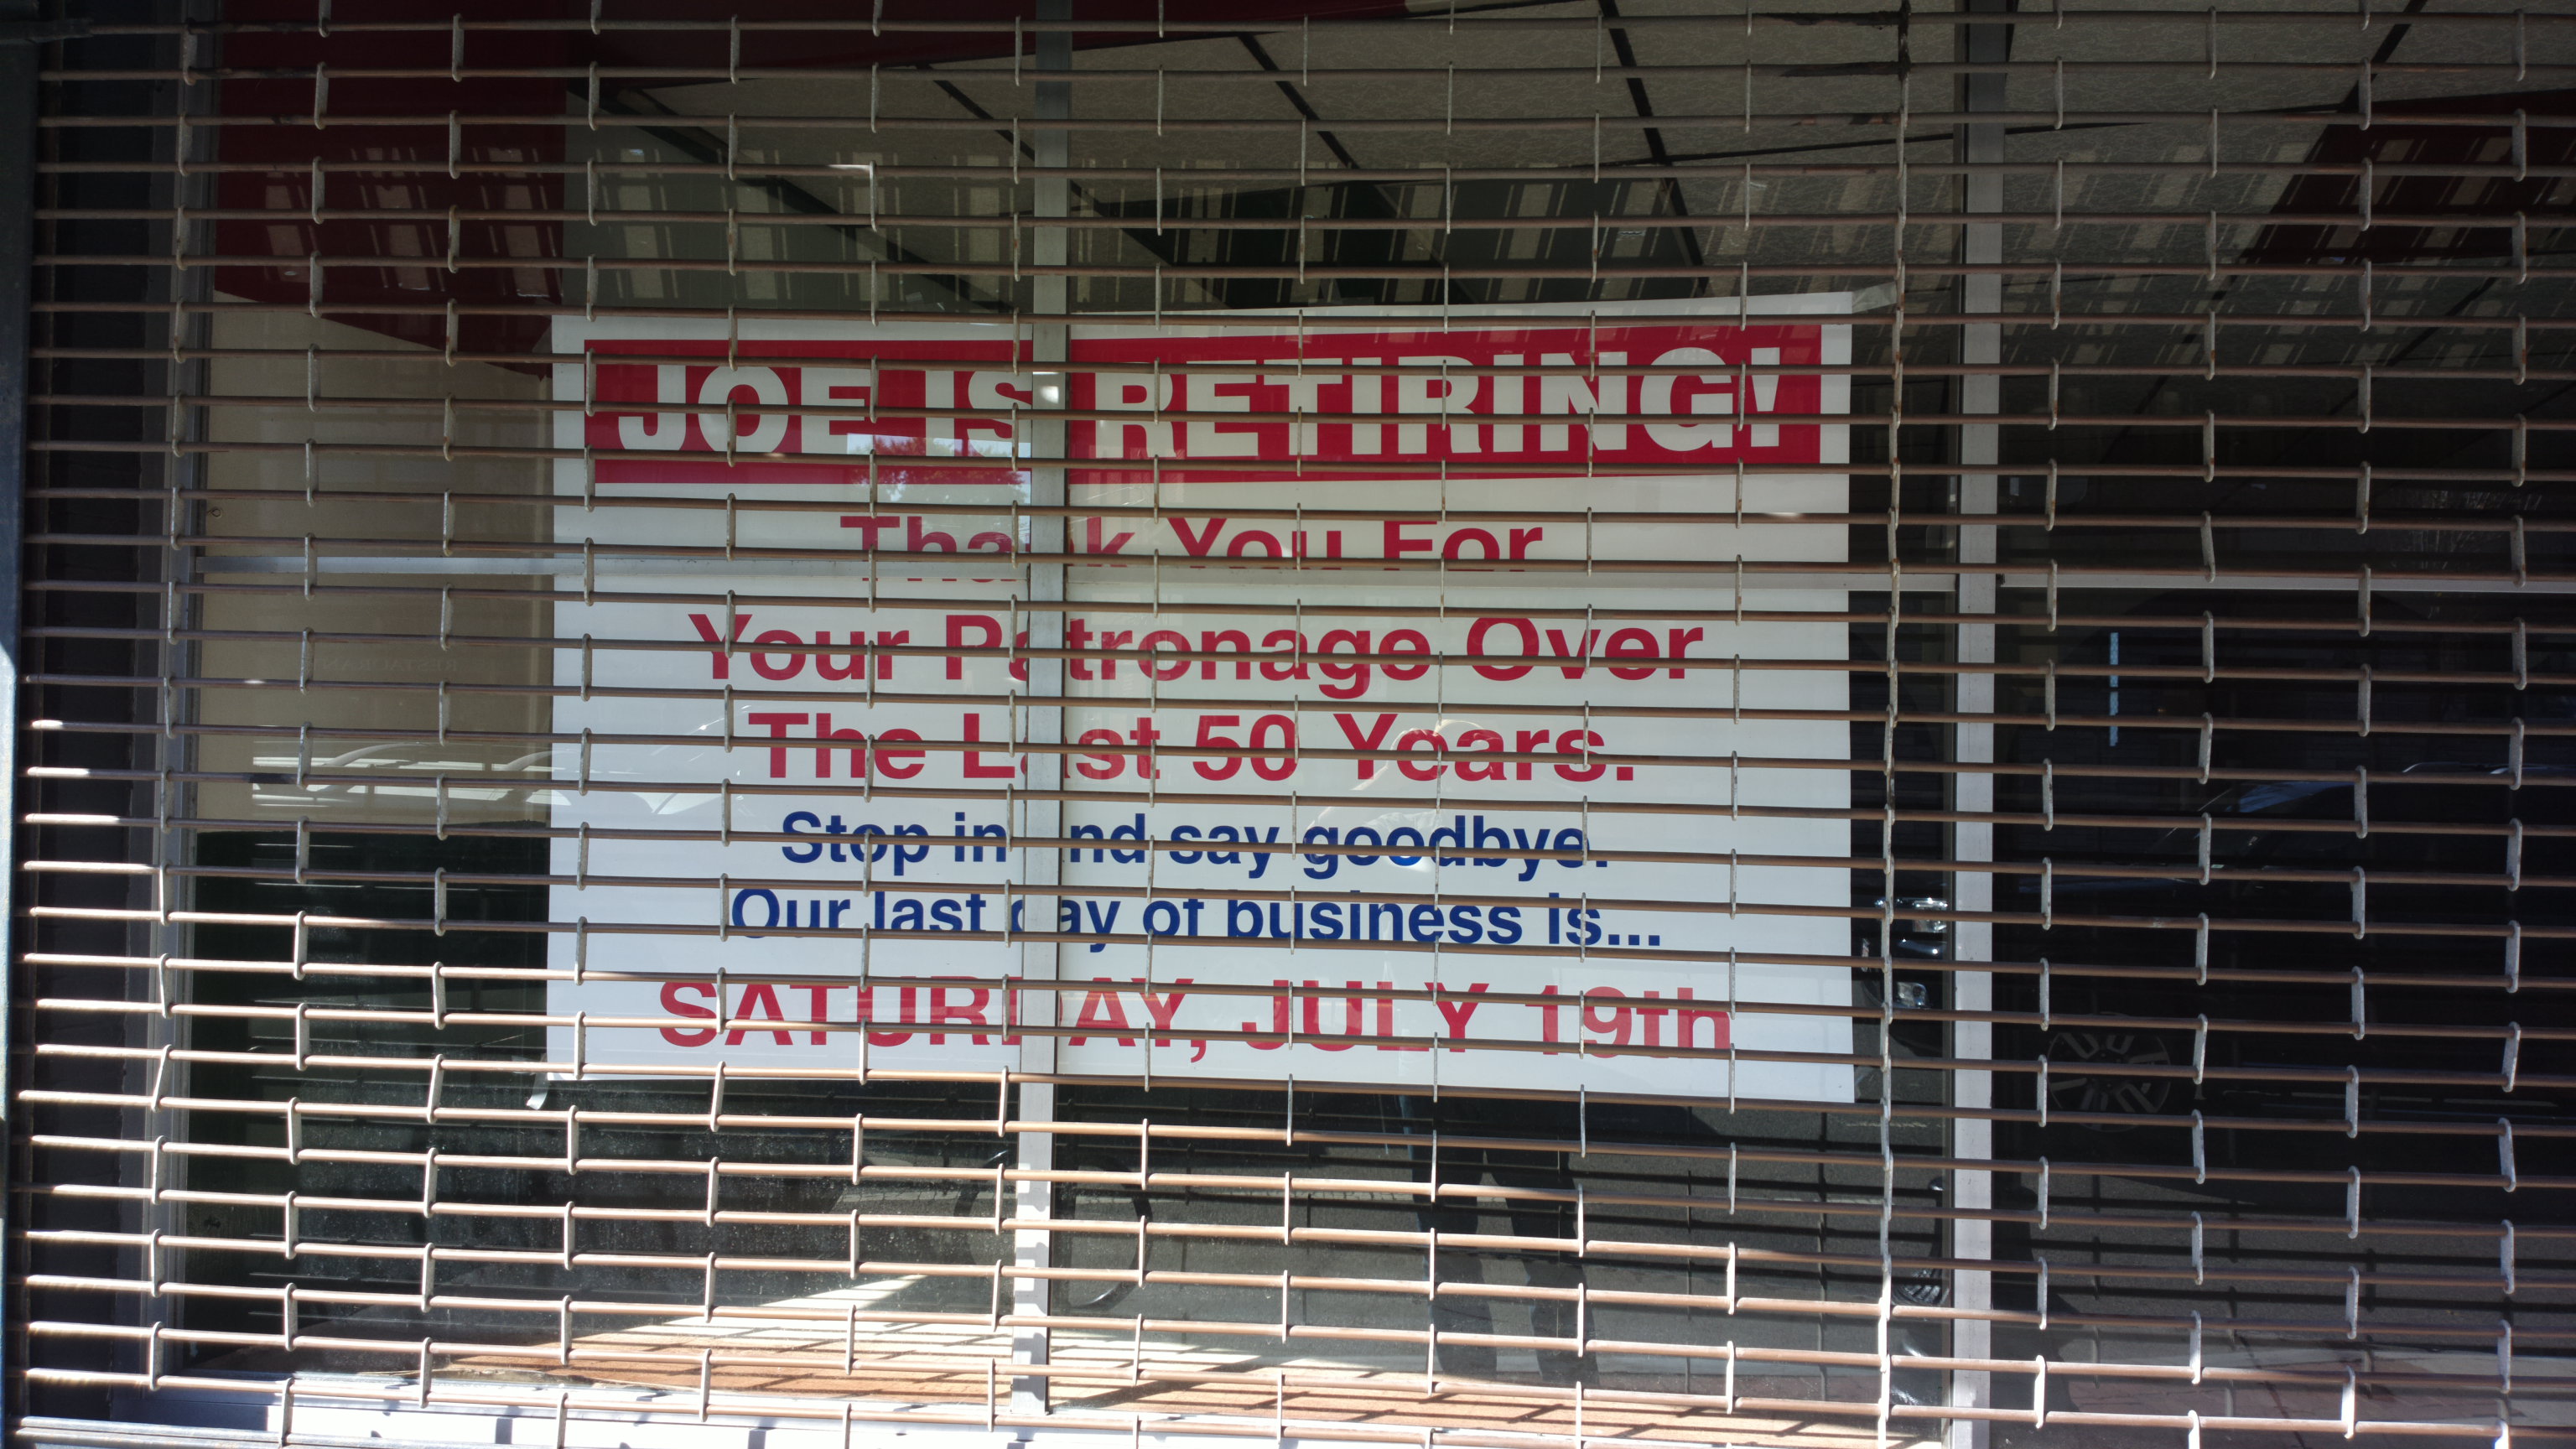 JOE IS RETIRING!
Thank You For
Your Patronage Over
The Last 50 Years.
Stop in and say goodbye.
Our last day of business is...
SATURDAY, JULY 19th
RESTAURANT